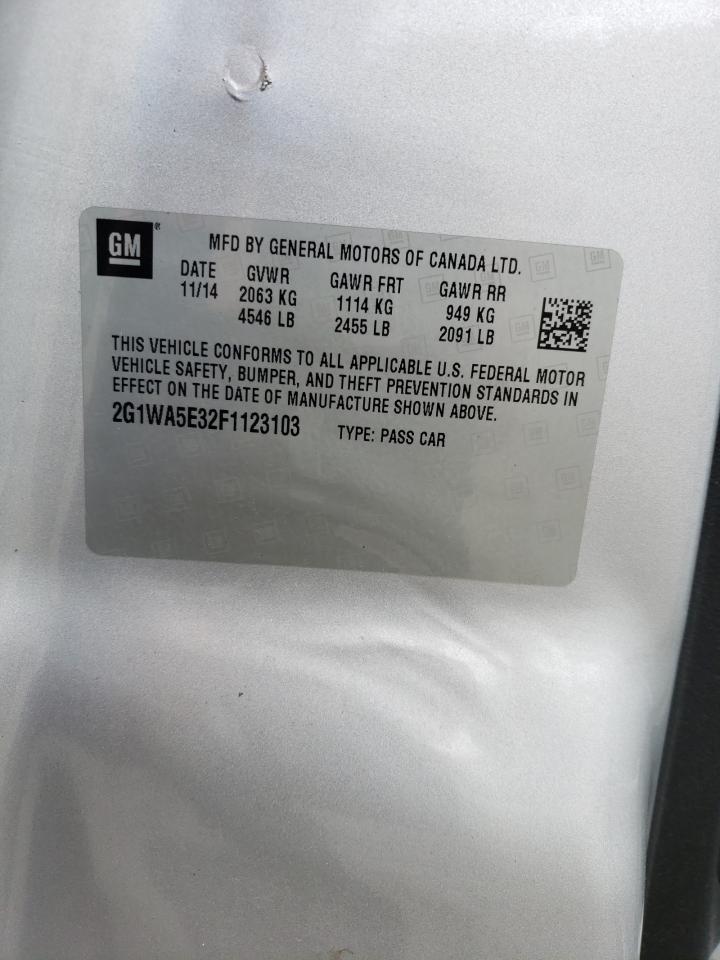 GM ®
MFD BY GENERAL MOTORS OF CANADA LTD.
DATE GVWR GAWR FRT GAWR RR
11/14 2063 KG 1114 KG 949 KG
4546 LB 2455 LB 2091 LB
THIS VEHICLE CONFORMS TO ALL APPLICABLE U.S. FEDERAL MOTOR
VEHICLE SAFETY, BUMPER, AND THEFT PREVENTION STANDARDS IN
EFFECT ON THE DATE OF MANUFACTURE SHOWN ABOVE.
2G1WA5E32F1123103 TYPE: PASS CAR